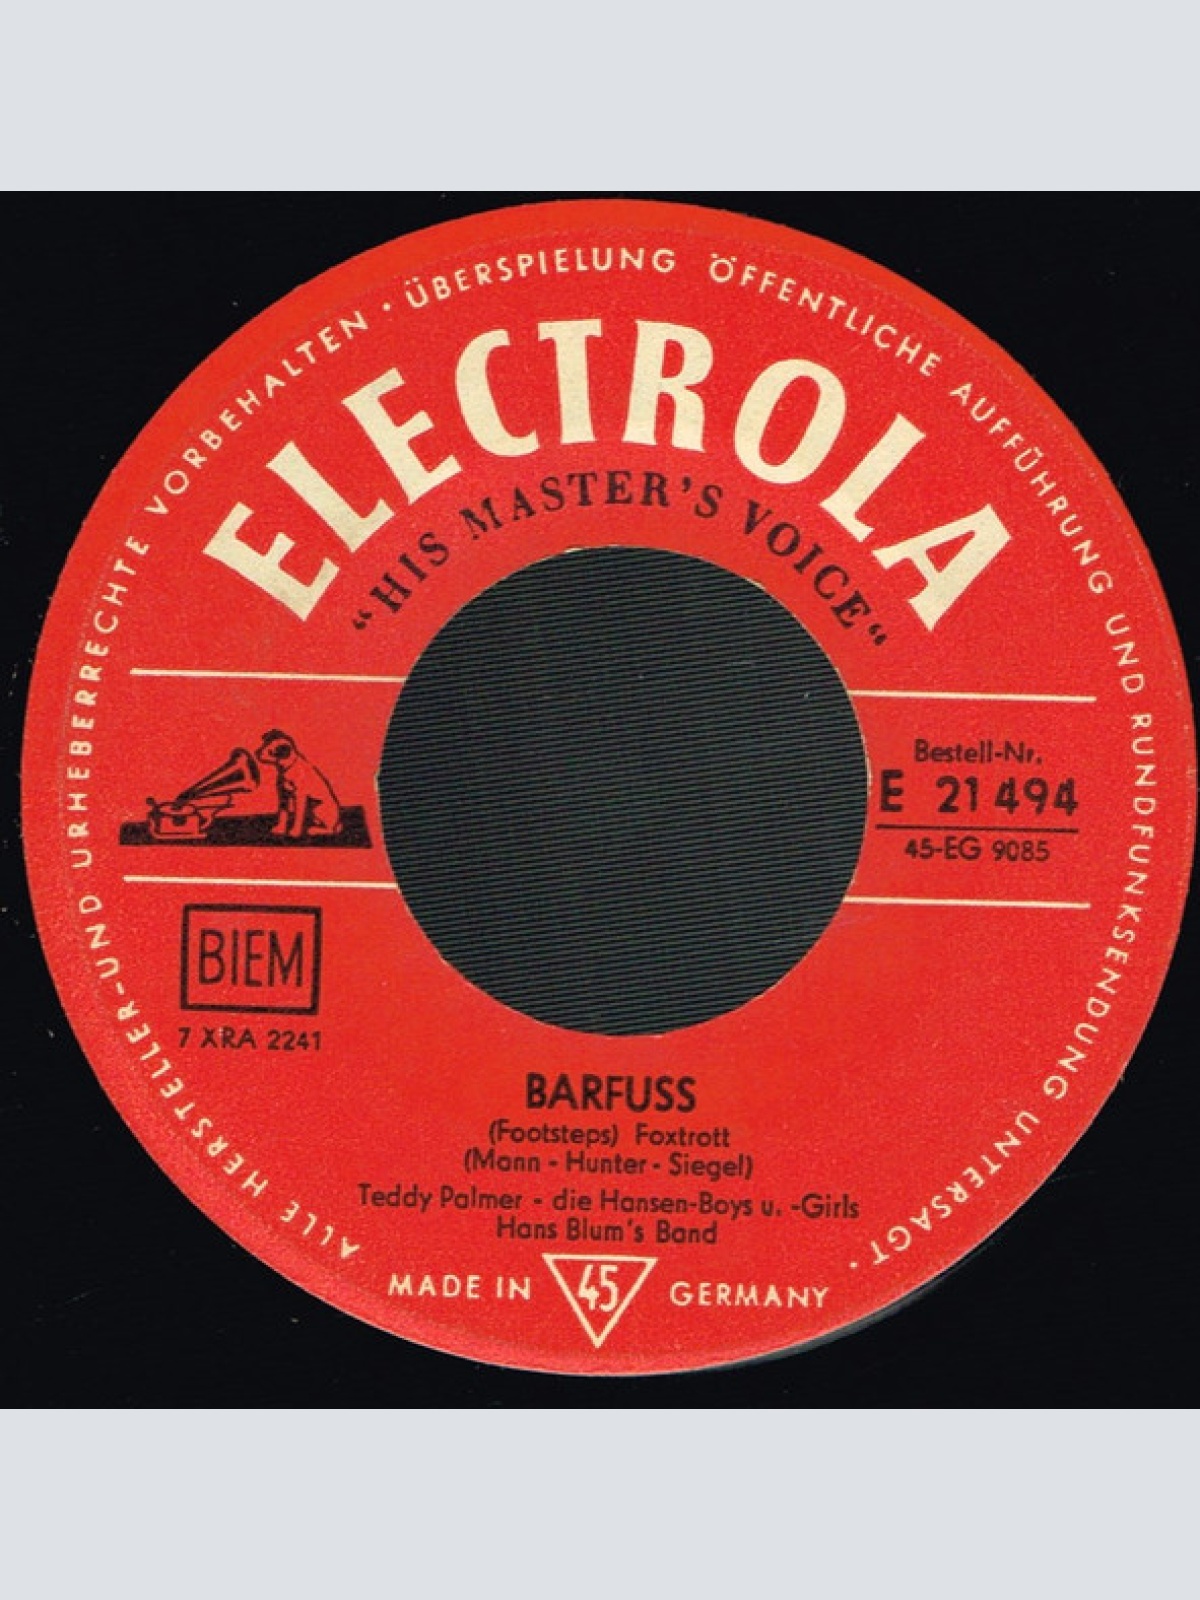 ALLE HERSTELLER-UND URHEBERRECHTE VORBEHALTEN · ÜBERSPIELUNG ÖFFENTLICHE AUFFÜHRUNG UND RUNDFUNKSENDUNG UNTERSAGT ·
ELECTROLA
“HIS MASTER'S VOICE“
Bestell-Nr.
E 21 494
45-EG 9085
BIEM
7 XRA 2241
BARFUSS
(Footsteps) Foxtrott
(Mann - Hunter - Siegel)
Teddy Palmer - die Hansen-Boys u. -Girls
Hans Blum's Band
MADE IN 45 GERMANY